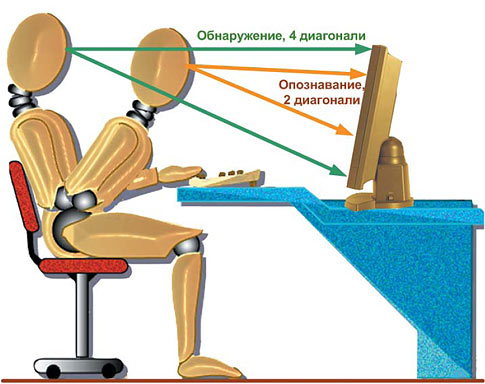 Обнаружение, 4 диагонали
Опознавание,
2 диагонали